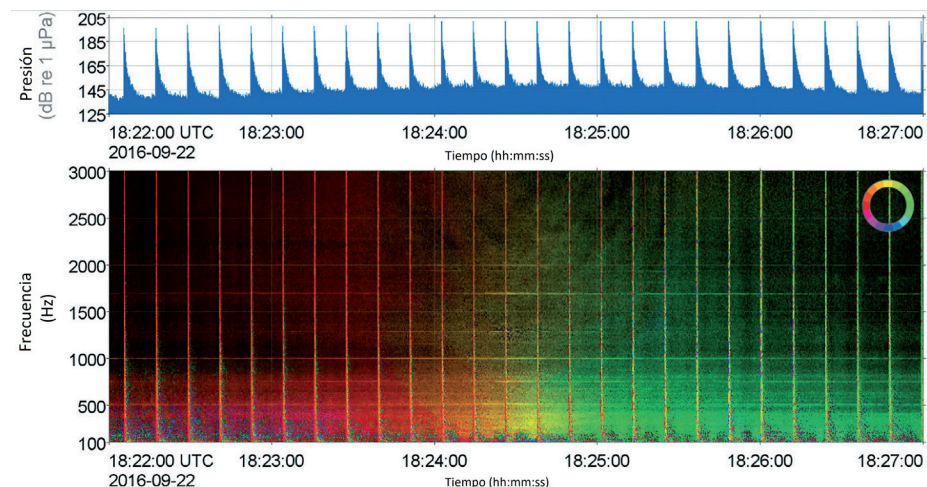 Presión
(dB re 1 µPa)
205
185
165
145
125
18:22:00 UTC 18:23:00 18:24:00 18:25:00 18:26:00 18:27:00
2016-09-22
Tiempo (hh:mm:ss)
Frecuencia
(Hz)
3000
2500
2000
1500
1000
500
100
18:22:00 UTC 18:23:00 18:24:00 18:25:00 18:26:00 18:27:00
2016-09-22
Tiempo (hh:mm:ss)